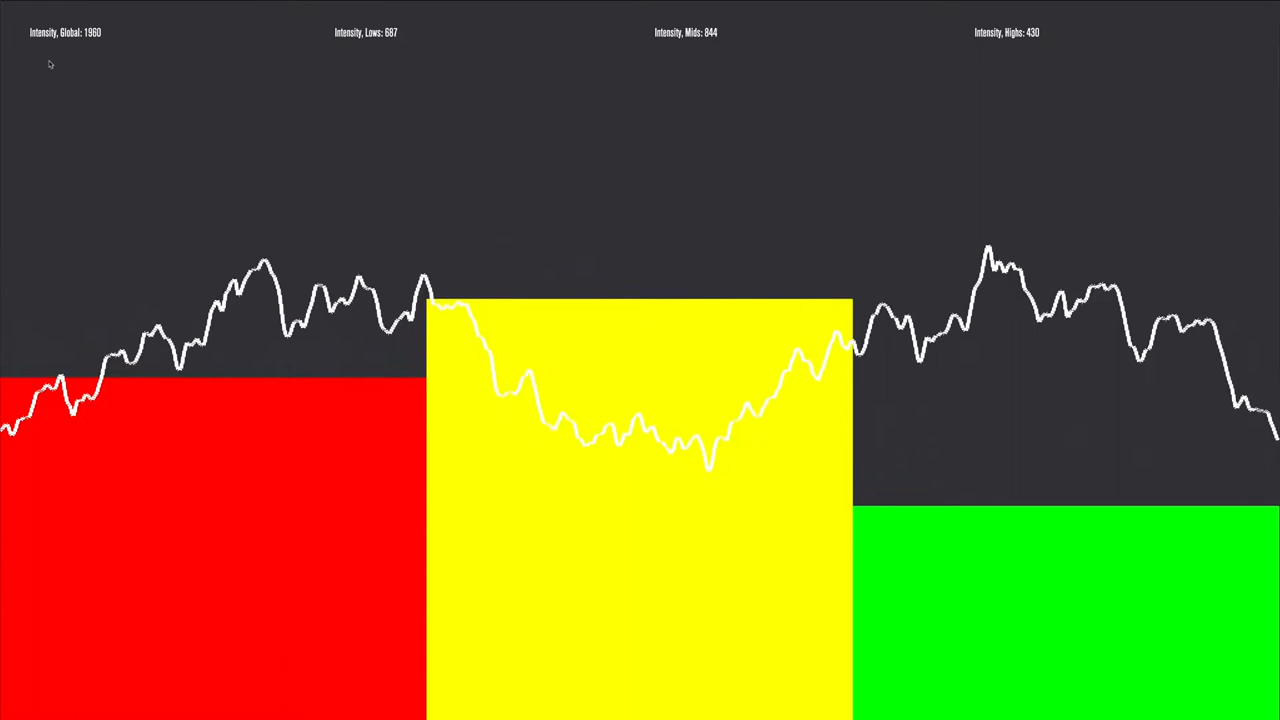 Intensity, Global: 1960
Intensity, Lows: 687
Intensity, Mids: 844
Intensity, Highs: 430